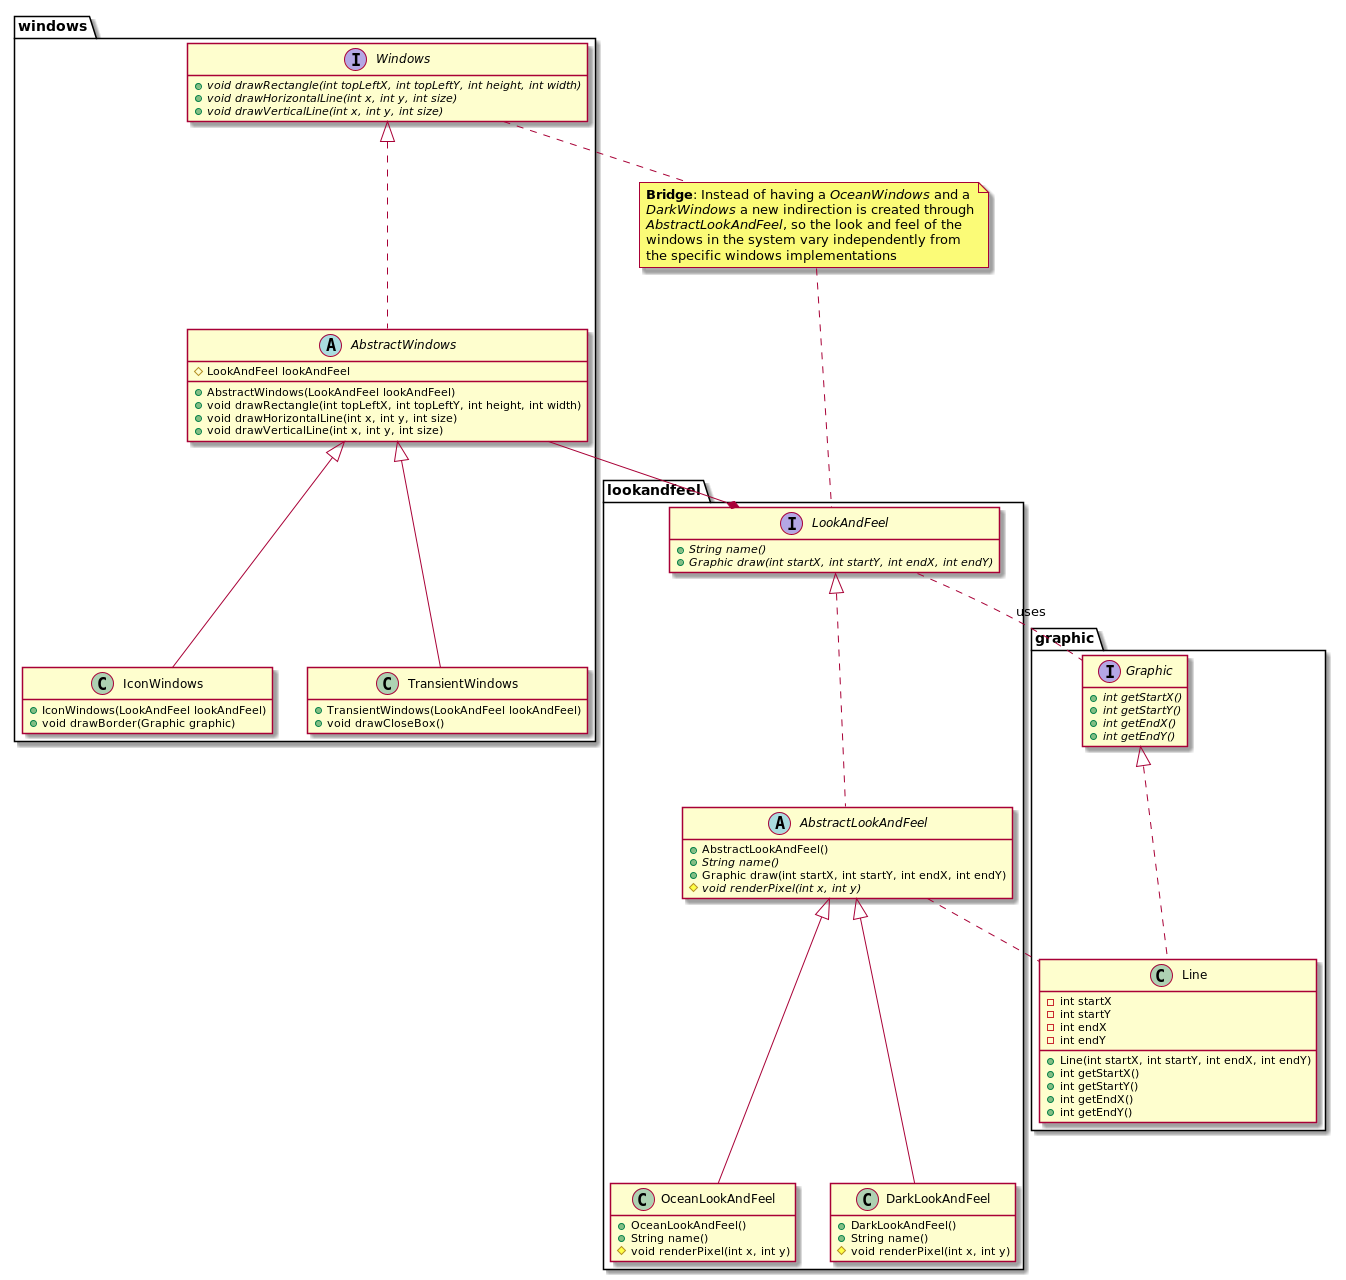 windows
I Windows
void drawRectangle(int topLeftX, int topLeftY, int height, int width)
void drawHorizontalLine(int x, int y, int size)
void drawVerticalLine(int x, int y, int size)
Bridge: Instead of having a OceanWindows and a
DarkWindows a new indirection is created through
AbstractLookAndFeel, so the look and feel of the
windows in the system vary independently from
the specific windows implementations
A AbstractWindows
LookAndFeel lookAndFeel
AbstractWindows(LookAndFeel lookAndFeel)
void drawRectangle(int topLeftX, int topLeftY, int height, int width)
void drawHorizontalLine(int x, int y, int size)
void drawVerticalLine(int x, int y, int size)
lookandfeel
I LookAndFeel
String name()
Graphic draw(int startX, int startY, int endX, int endY)
uses
graphic
I Graphic
int getStartX()
int getStartY()
int getEndX()
int getEndY()
C IconWindows
IconWindows(LookAndFeel lookAndFeel)
void drawBorder(Graphic graphic)
C TransientWindows
TransientWindows(LookAndFeel lookAndFeel)
void drawCloseBox()
A AbstractLookAndFeel
AbstractLookAndFeel()
String name()
Graphic draw(int startX, int startY, int endX, int endY)
void renderPixel(int x, int y)
C Line
int startX
int startY
int endX
int endY
Line(int startX, int startY, int endX, int endY)
int getStartX()
int getStartY()
int getEndX()
int getEndY()
C OceanLookAndFeel
OceanLookAndFeel()
String name()
void renderPixel(int x, int y)
C DarkLookAndFeel
DarkLookAndFeel()
String name()
void renderPixel(int x, int y)